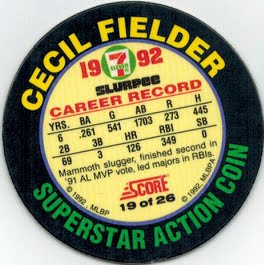 CECIL FIELDER
19 7 ELEVEN 92
SLURPEE
CAREER RECORD
YRS. BA G AB R H
6 .261 541 1703 273 445
2B 3B HR RBI SB
69 3 126 349 0
Mammoth slugger, finished second in
'91 AL MVP vote, led majors in RBIs.
© 1992, MLBP
SCORE
© 1992, MLBPA
19 of 26
SUPERSTAR ACTION COIN